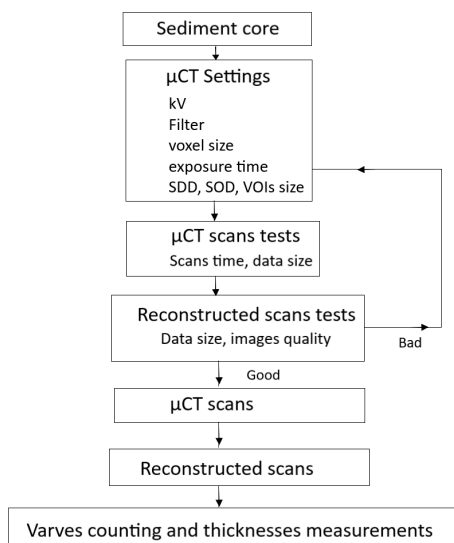 Sediment core
µCT Settings
kV
Filter
voxel size
exposure time
SDD, SOD, VOIs size
µCT scans tests
Scans time, data size
Reconstructed scans tests
Data size, images quality
Bad
Good
µCT scans
Reconstructed scans
Varves counting and thicknesses measurements